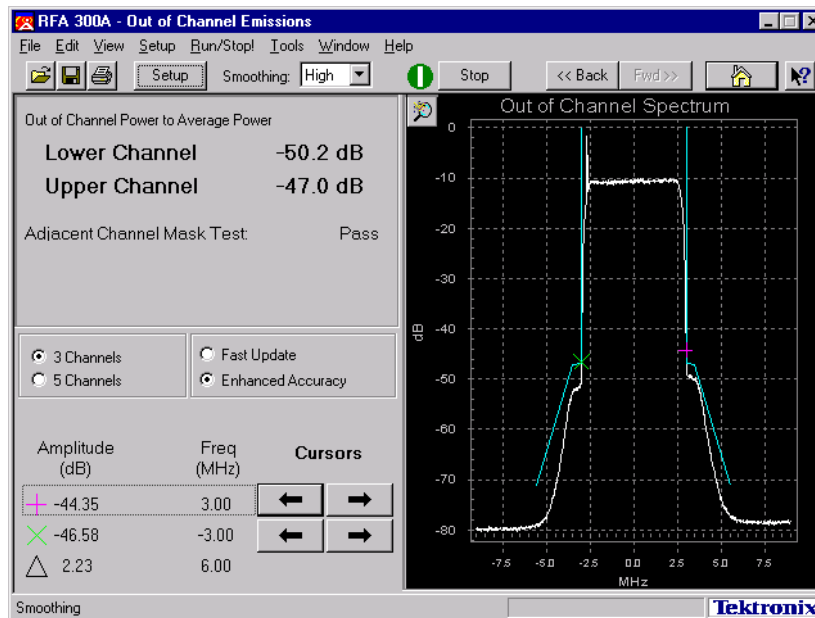 RFA 300A - Out of Channel Emissions
File Edit View Setup Run/Stop! Tools Window Help
Setup Smoothing: High Stop << Back Fwd >>
Out of Channel Power to Average Power
Lower Channel -50.2 dB
Upper Channel -47.0 dB
Adjacent Channel Mask Test: Pass
3 Channels
5 Channels
Fast Update
Enhanced Accuracy
Amplitude (dB) Freq (MHz) Cursors
-44.35 3.00
-46.58 -3.00
2.23 6.00
Out of Channel Spectrum
0
-10
-20
-30
-40
dB
-50
-60
-70
-80
-7.5 -5.0 -2.5 0.0 2.5 5.0 7.5
MHz
Smoothing
Tektronix